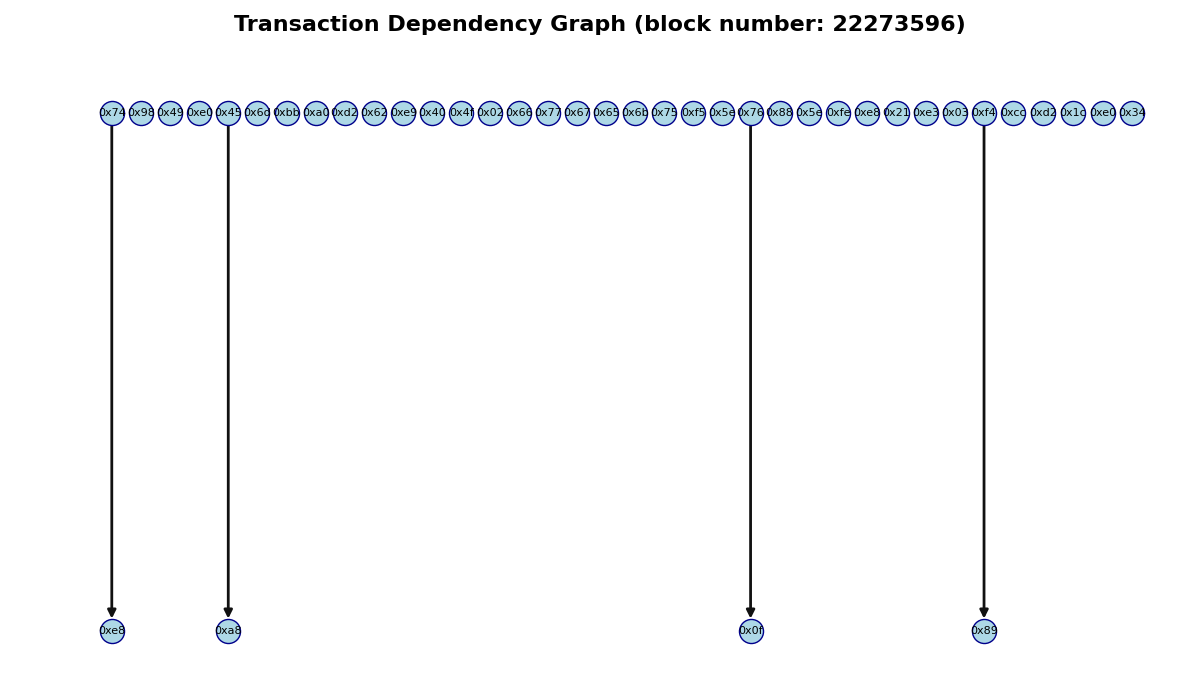 Transaction Dependency Graph (block number: 22273596)
0x74 0x98 0x49 0xe0 0x45 0x6d 0xbb 0xa0 0xd2 0x62 0xe9 0x40 0x4f 0x02 0x66 0x77 0x67 0x65 0x6b 0x75 0xf5 0x5e 0x76 0x88 0x5e 0xfe 0xe8 0x21 0xe3 0x03 0xf4 0xcc 0xd2 0x1c 0xe0 0x34
0xe8 0xa8 0x0f 0x89